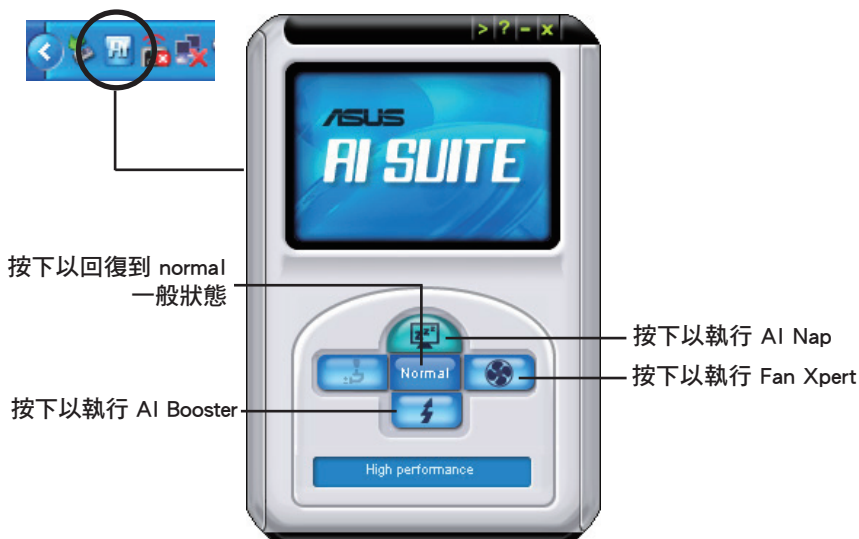 > ? - x
Ai
ASUS
AI SUITE
按下以回復到 normal
一般狀態
zzz
按下以執行 AI Nap
Normal
按下以執行 Fan Xpert
按下以執行 AI Booster
High performance